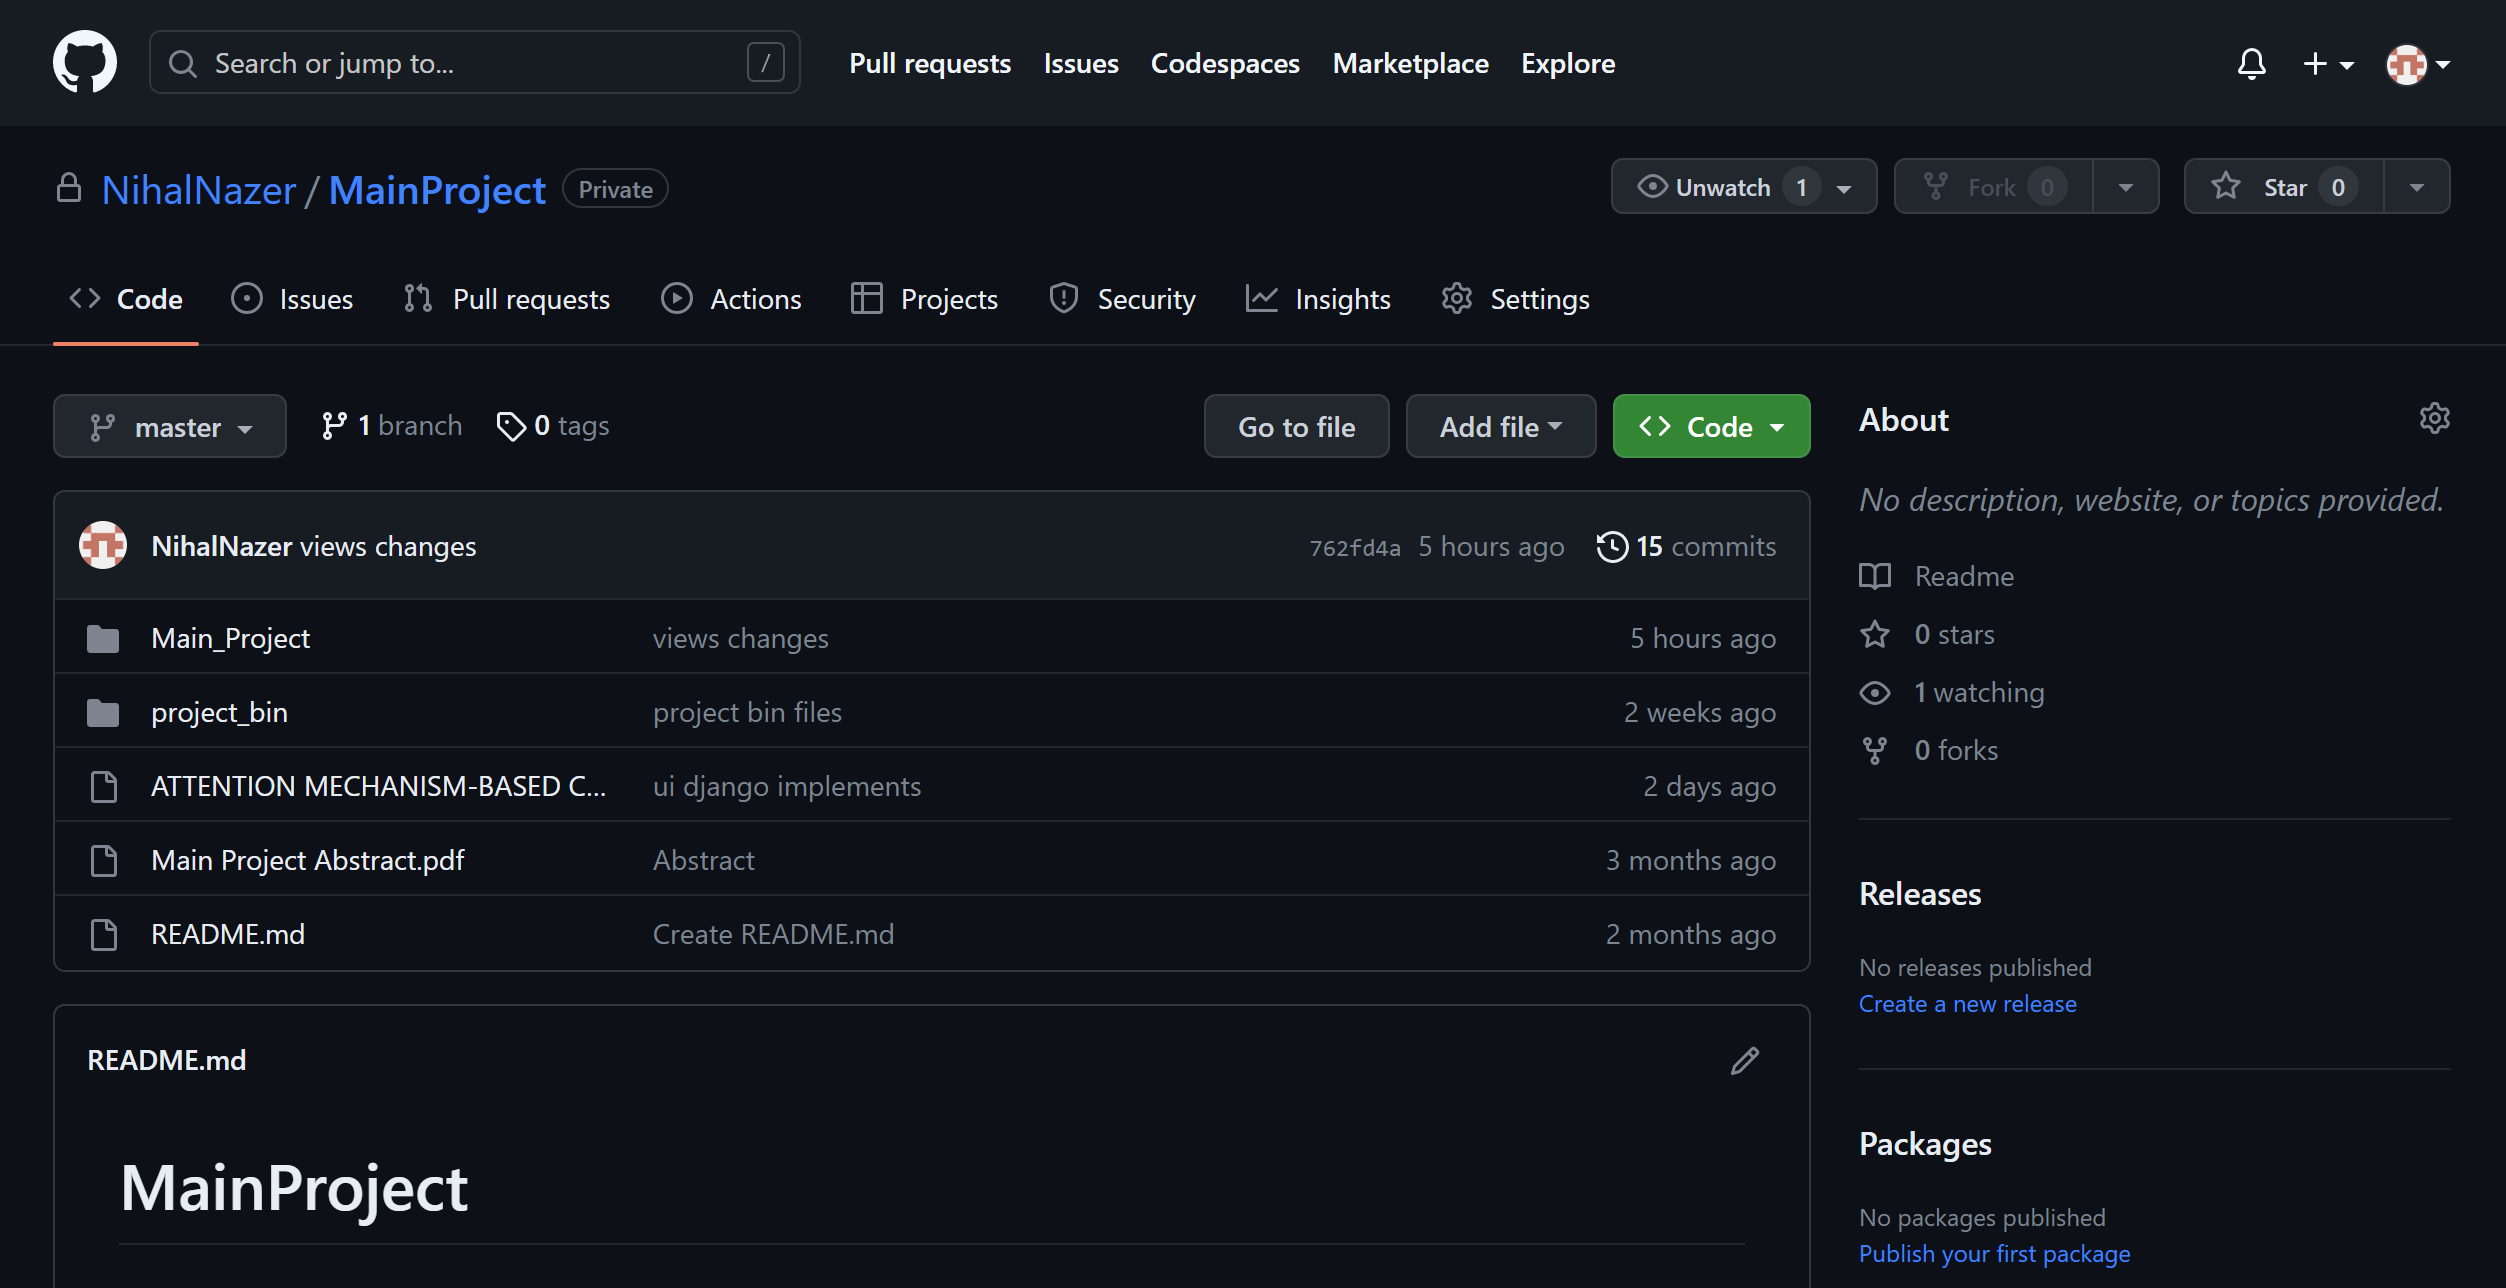 Search or jump to... /
Pull requests Issues Codespaces Marketplace Explore
NihalNazer / MainProject Private
Unwatch 1 Fork 0 Star 0
Code Issues Pull requests Actions Projects Security Insights Settings
master 1 branch 0 tags Go to file Add file Code
NihalNazer views changes 762fd4a 5 hours ago 15 commits
Main_Project views changes 5 hours ago
project_bin project bin files 2 weeks ago
ATTENTION MECHANISM-BASED C... ui django implements 2 days ago
Main Project Abstract.pdf Abstract 3 months ago
README.md Create README.md 2 months ago
README.md
MainProject
About
No description, website, or topics provided.
Readme
0 stars
1 watching
0 forks
Releases
No releases published
Create a new release
Packages
No packages published
Publish your first package